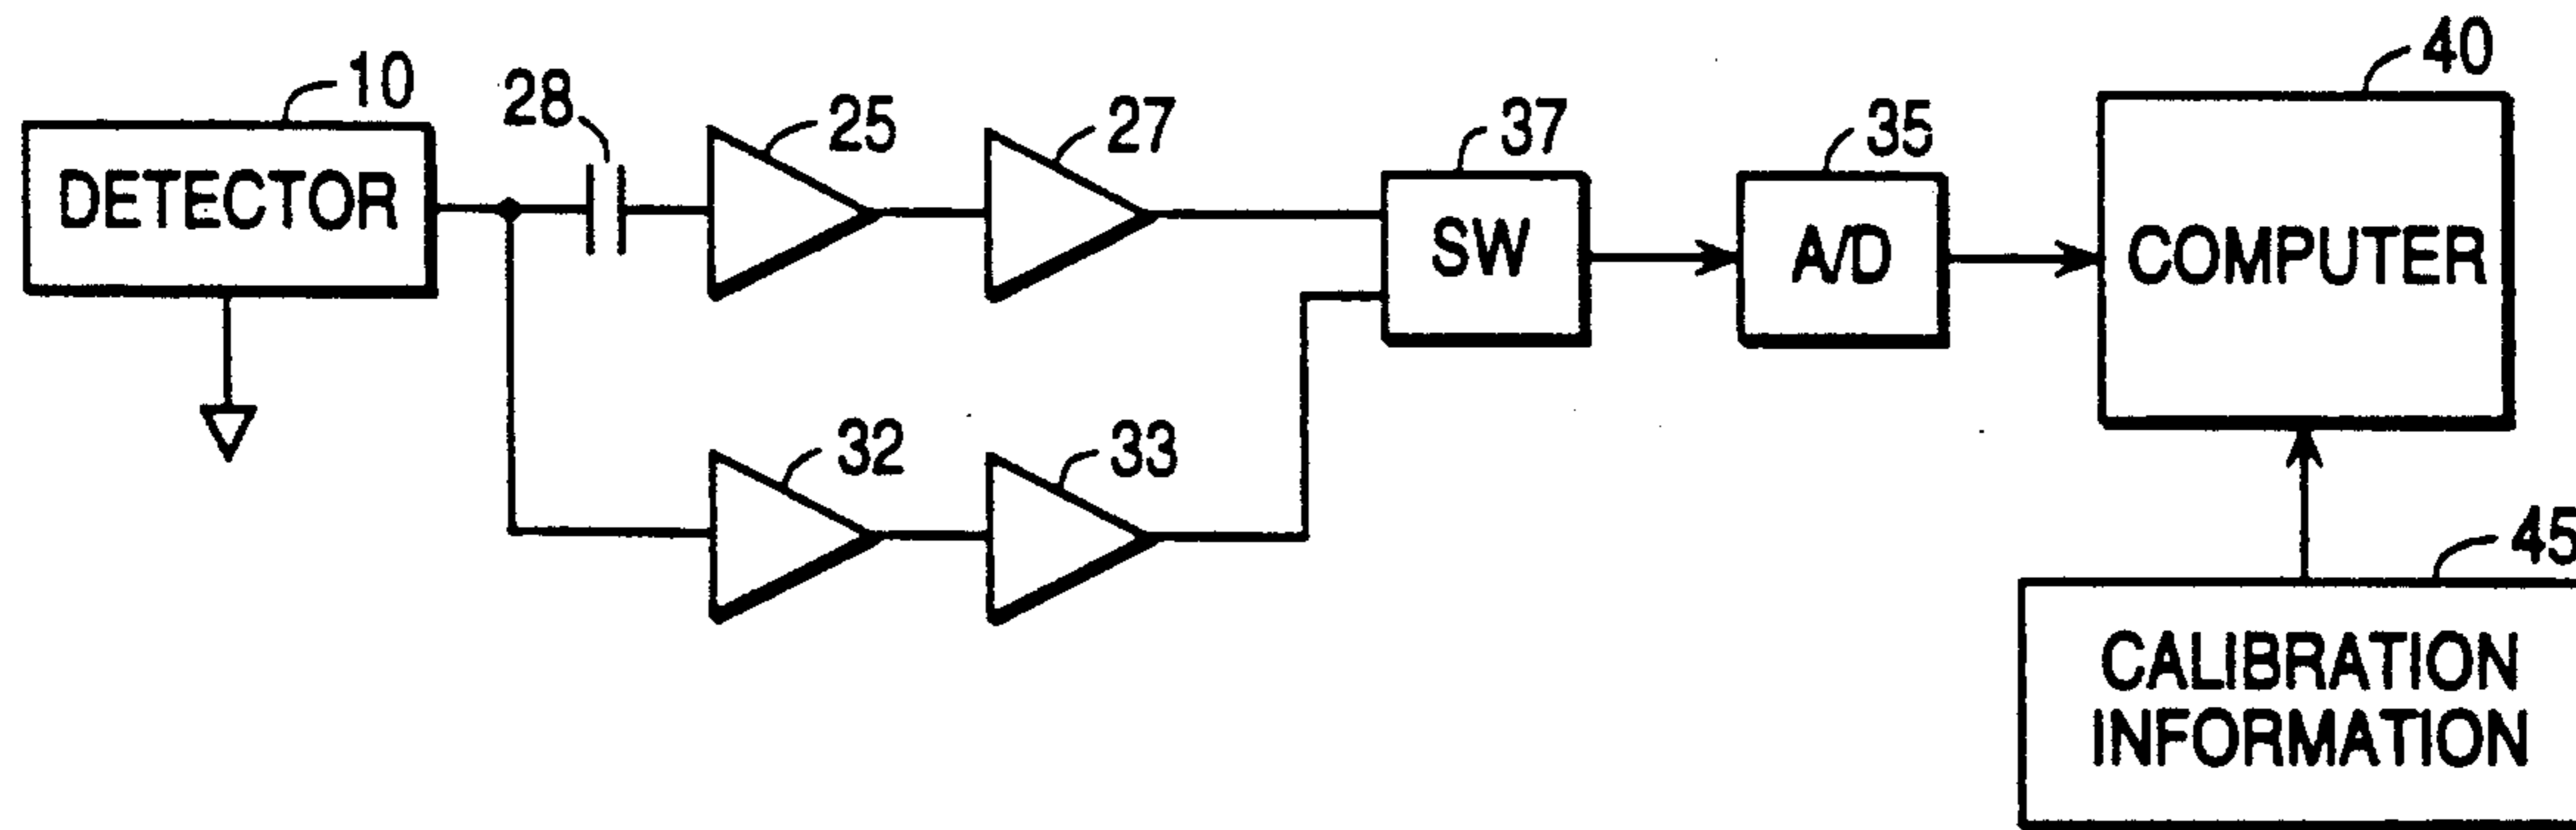 10
28
25
27
37
35
40
DETECTOR
SW
A/D
COMPUTER
32
33
45
CALIBRATION
INFORMATION